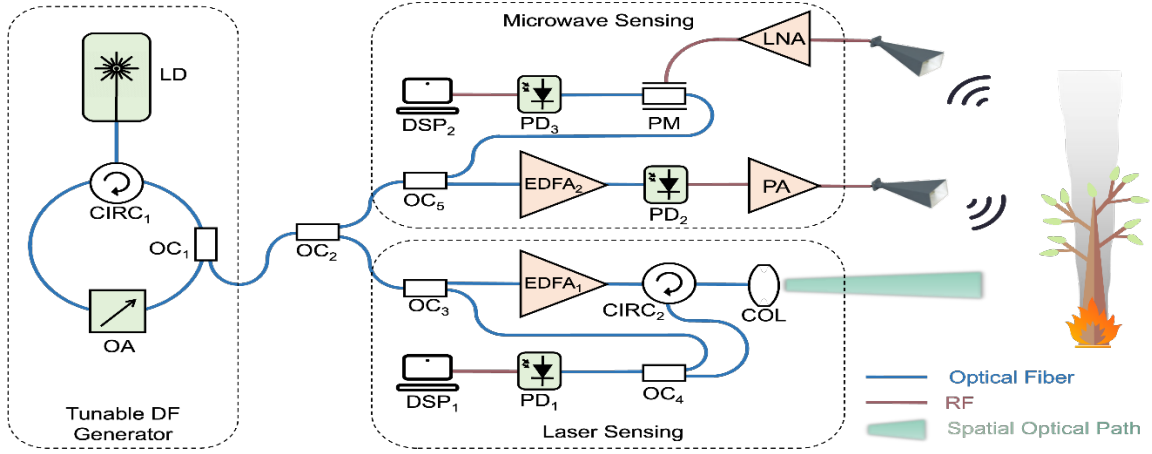 Microwave Sensing
LNA
LD
DSP₂
PD₃
PM
CIRC₁
OC₅
EDFA₂
PD₂
PA
OC₁
OC₂
OC₃
EDFA₁
CIRC₂
COL
OA
DSP₁
PD₁
OC₄
Optical Fiber
RF
Spatial Optical Path
Tunable DF
Generator
Laser Sensing